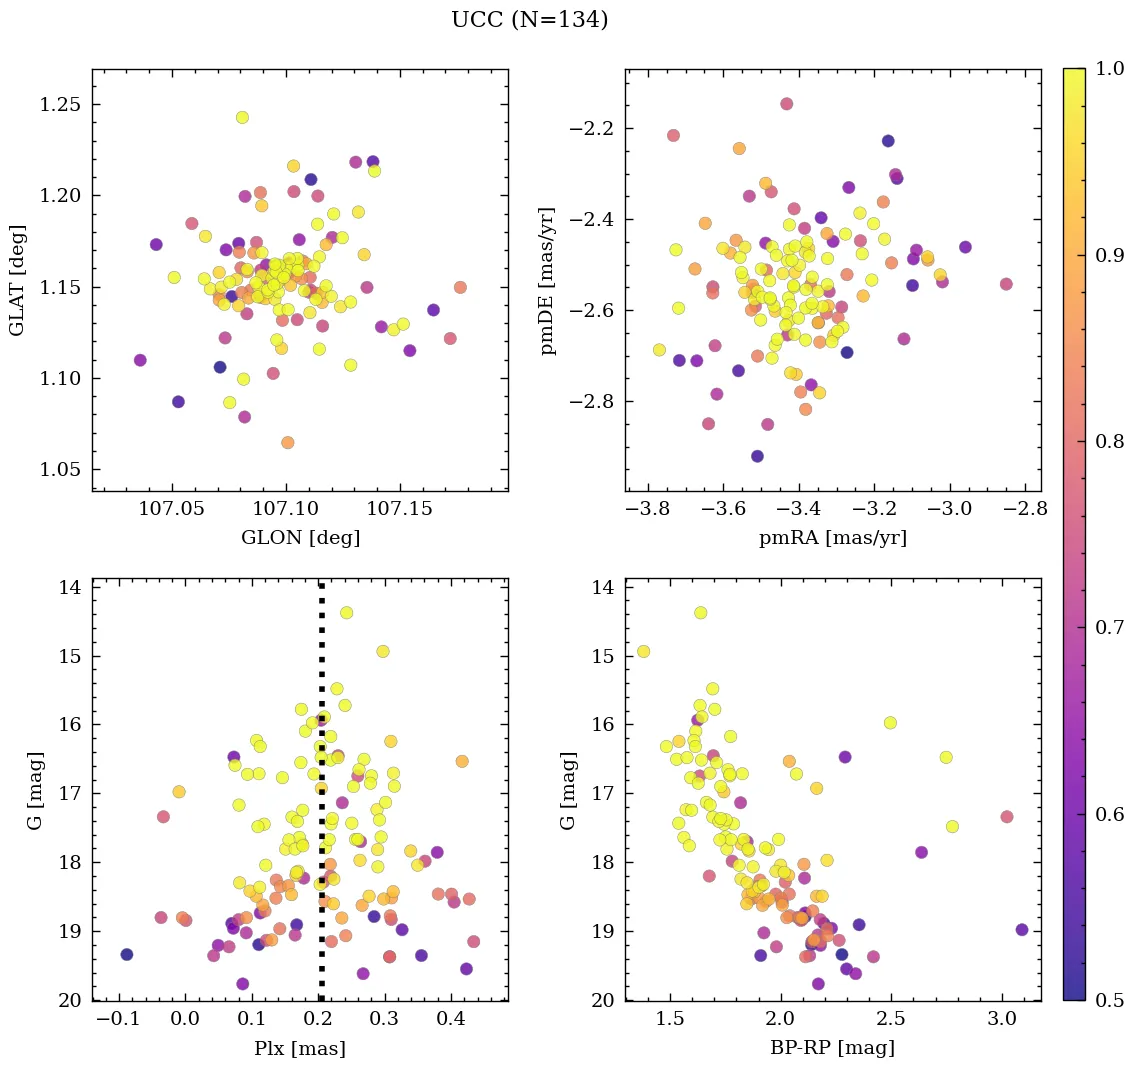 UCC (N=134)
1.25
1.20
1.15
1.10
1.05
GLAT [deg]
107.05 107.10 107.15
GLON [deg]
−2.2
−2.4
−2.6
−2.8
pmDE [mas/yr]
−3.8 −3.6 −3.4 −3.2 −3.0 −2.8
pmRA [mas/yr]
14
15
16
17
18
19
20
G [mag]
−0.1 0.0 0.1 0.2 0.3 0.4
Plx [mas]
14
15
16
17
18
19
20
G [mag]
1.5 2.0 2.5 3.0
BP-RP [mag]
1.0
0.9
0.8
0.7
0.6
0.5